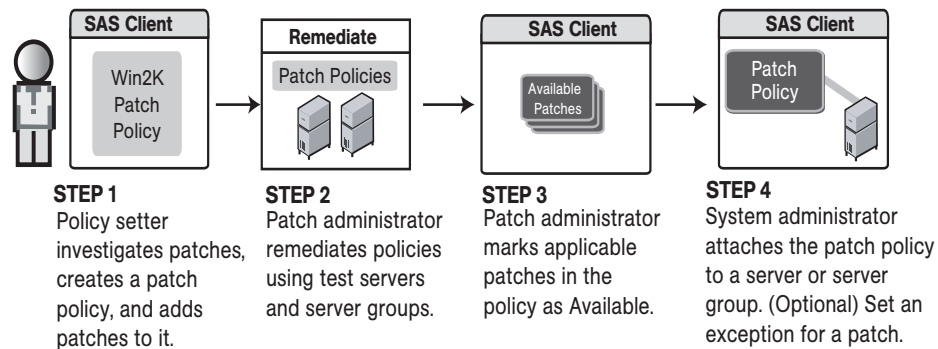 SAS Client
Win2K
Patch
Policy
STEP 1
Policy setter
investigates patches,
creates a patch
policy, and adds
patches to it.
Remediate
Patch Policies
STEP 2
Patch administrator
remediates policies
using test servers
and server groups.
SAS Client
Available
Patches
STEP 3
Patch administrator
marks applicable
patches in the
policy as Available.
SAS Client
Patch
Policy
STEP 4
System administrator
attaches the patch policy
to a server or server
group. (Optional) Set an
exception for a patch.